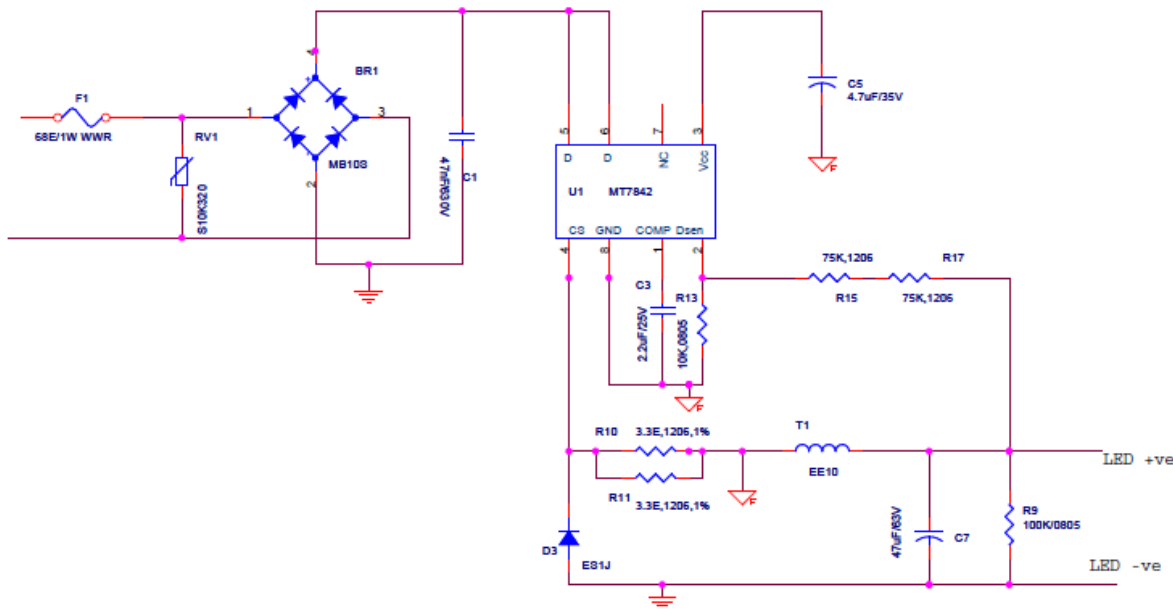 F1
68E/1W WWR
RV1
S10K320
BR1
MB10S
1
2
3
4
47nF/630V
C1
5
6
7
3
D
D
NC
Vcc
U1
MT7842
CS
GND
COMP
Dsen
4
8
1
2
C5
4.7uF/35V
F
C3
2.2uF/25V
R13
10K,0805
F
75K,1206
R15
R17
75K,1206
R10
3.3E,1206,1%
R11
3.3E,1206,1%
F
T1
EE10
LED +ve
D3
ES1J
47uF/63V
C7
R9
100K/0805
LED -ve